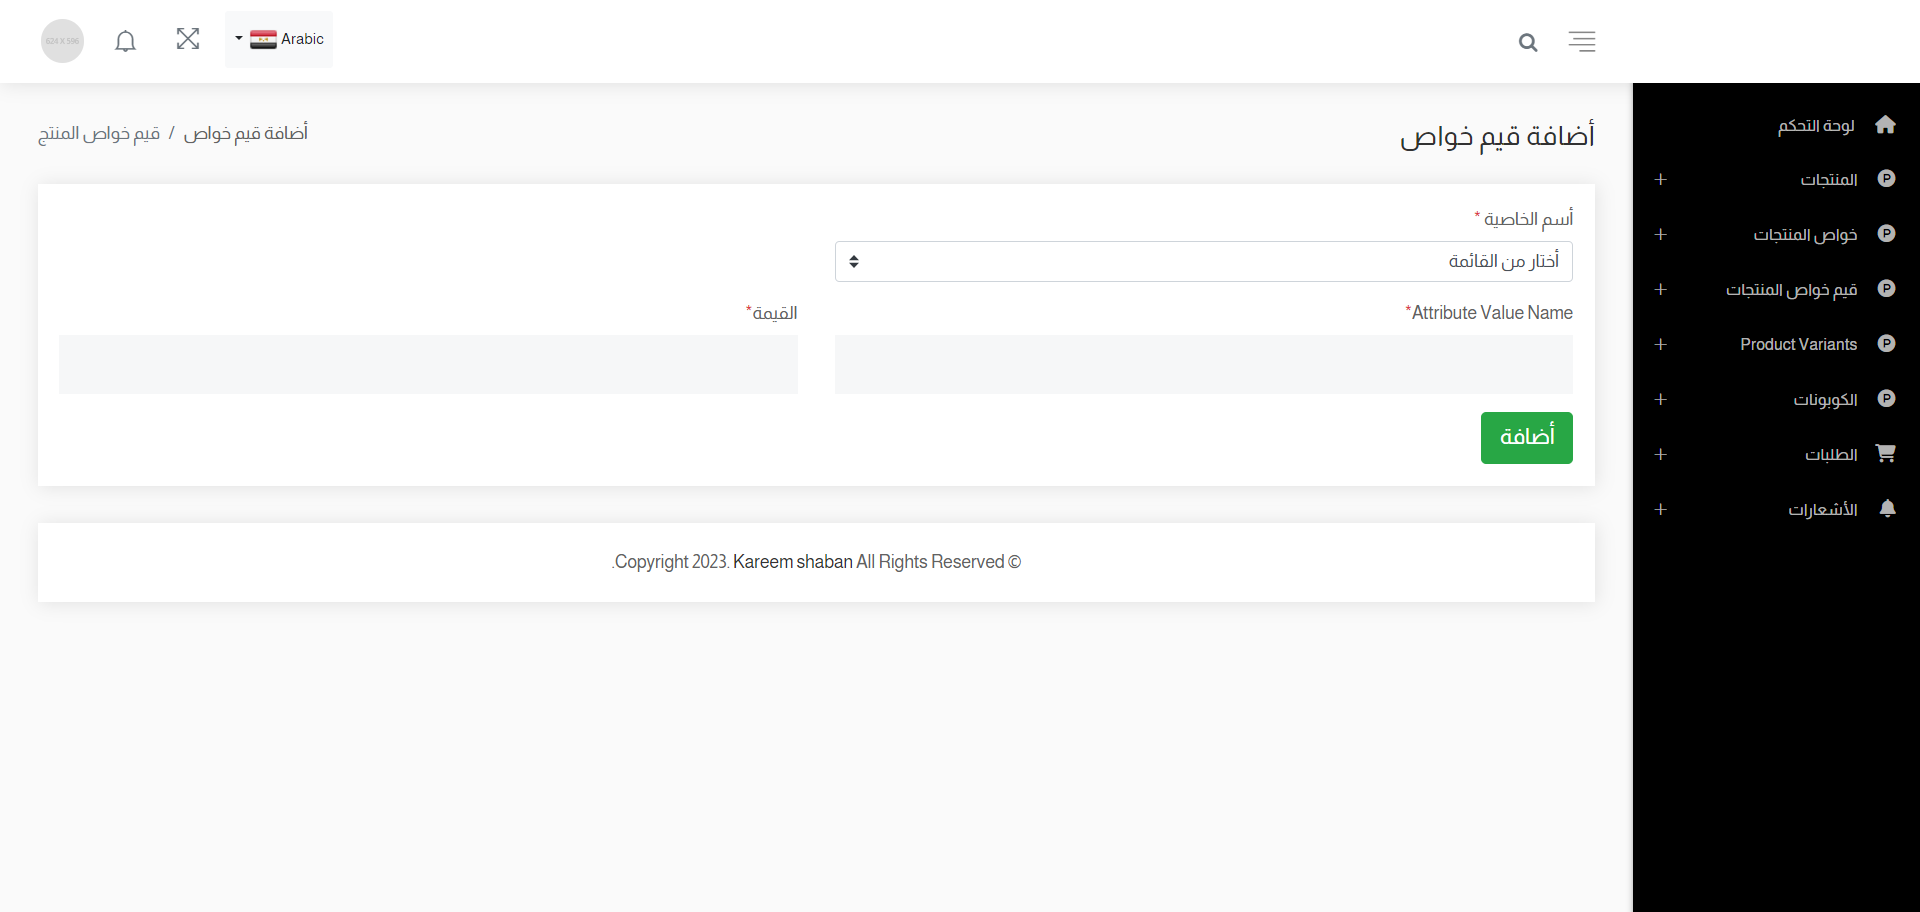 624 X 596
Arabic
لوحة التحكم
المنتجات
خواص المنتجات
قيم خواص المنتجات
Product Variants
الكوبونات
الطلبات
الأشعارات
أضافة قيم خواص
أضافة قيم خواص / قيم خواص المنتج
أسم الخاصية *
أختار من القائمة
Attribute Value Name*
القيمة*
أضافة
.Copyright 2023. Kareem shaban All Rights Reserved ©